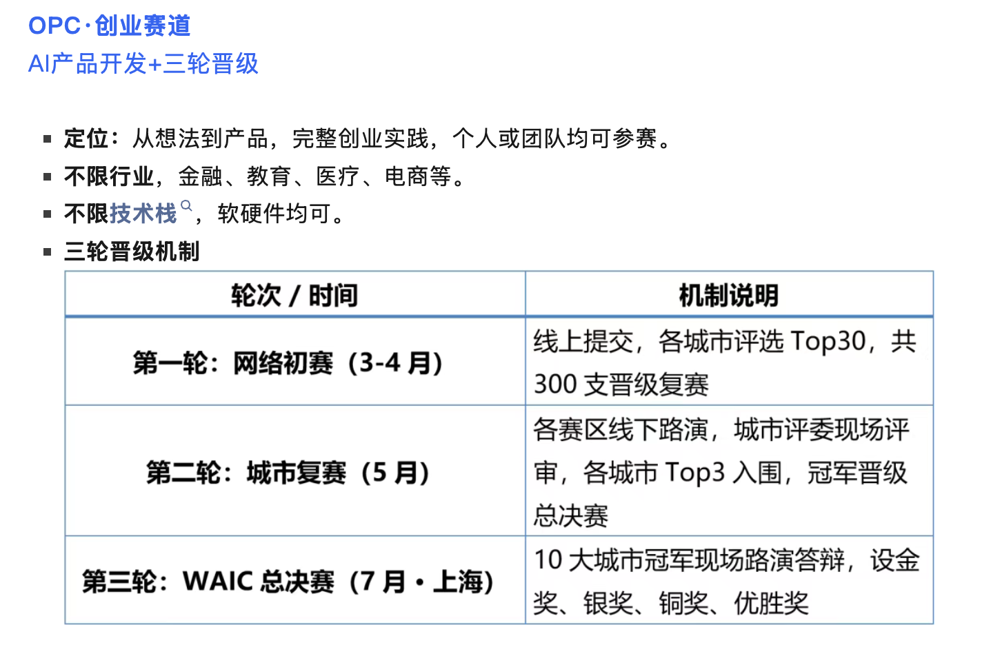 OPC·创业赛道
AI产品开发+三轮晋级
▪ 定位：从想法到产品，完整创业实践，个人或团队均可参赛。
▪ 不限行业，金融、教育、医疗、电商等。
▪ 不限技术栈，软硬件均可。
▪ 三轮晋级机制
轮次 / 时间
机制说明
第一轮：网络初赛（3-4 月）
线上提交，各城市评选 Top30，共
300 支晋级复赛
第二轮：城市复赛（5 月）
各赛区线下路演，城市评委现场评
审，各城市 Top3 入围，冠军晋级
总决赛
第三轮：WAIC 总决赛（7 月·上海）
10 大城市冠军现场路演答辩，设金
奖、银奖、铜奖、优胜奖